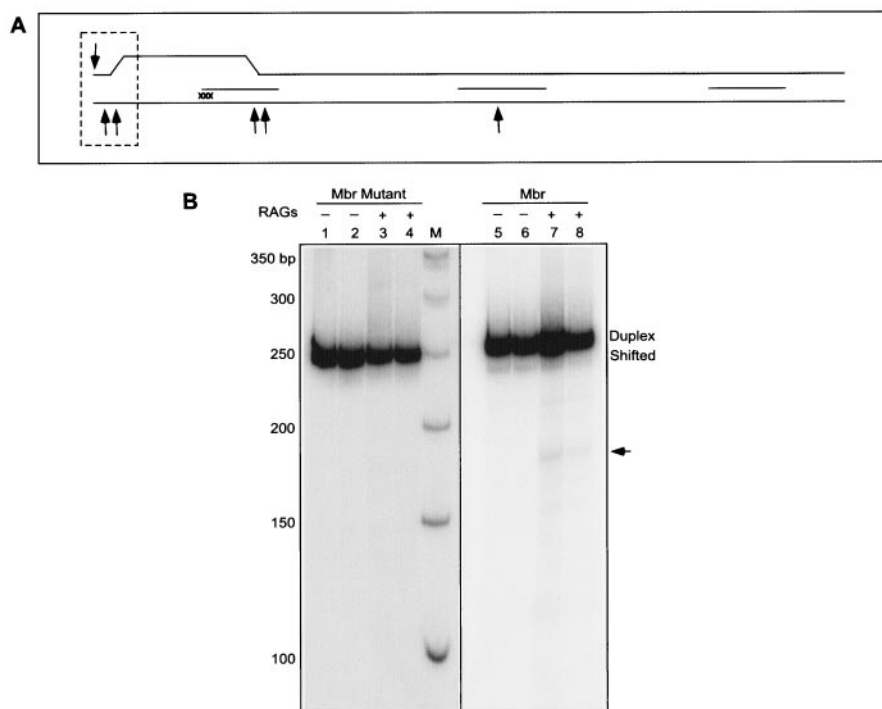 A
xxx
B
Mbr Mutant Mbr
RAGs – – + + – – + +
1 2 3 4 M 5 6 7 8
350 bp
300
Duplex
250 Shifted
200
150
100